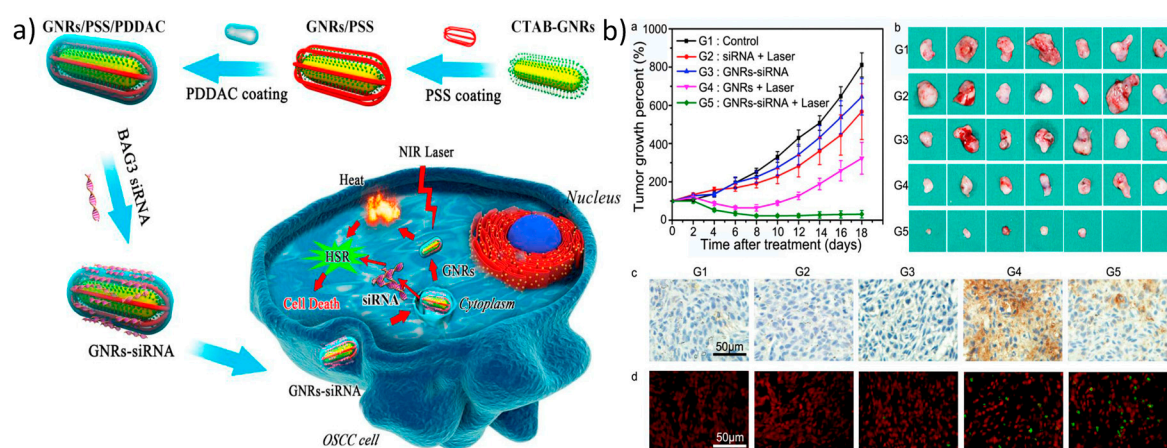 a)
GNRs/PSS/PDDAC
GNRs/PSS
CTAB-GNRs
PDDAC coating
PSS coating
BAG3 siRNA
GNRs-siRNA
NIR Laser
Heat
Nucleus
HSR
GNRs
Cell Death
siRNA
Cytoplasm
GNRs-siRNA
OSCC cell
b)
a
Tumor growth percent (%)
1000
800
600
400
200
0
G1 : Control
G2 : siRNA + Laser
G3 : GNRs-siRNA
G4 : GNRs + Laser
G5 : GNRs-siRNA + Laser
0 2 4 6 8 10 12 14 16 18
Time after treatment (days)
b
G1
G2
G3
G4
G5
c
G1 G2 G3 G4 G5
50μm
d
50μm